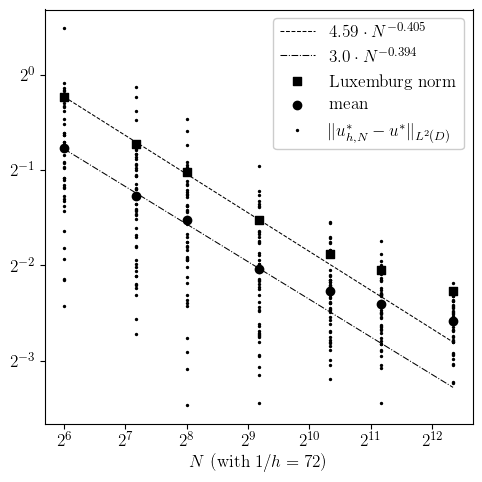 4.59 · N^{-0.405}
3.0 · N^{-0.394}
Luxemburg norm
mean
||u^*_{h,N} − u^*||_{L^2(D)}
2^0
2^{-1}
2^{-2}
2^{-3}
2^6 2^7 2^8 2^9 2^{10} 2^{11} 2^{12}
N (with 1/h = 72)